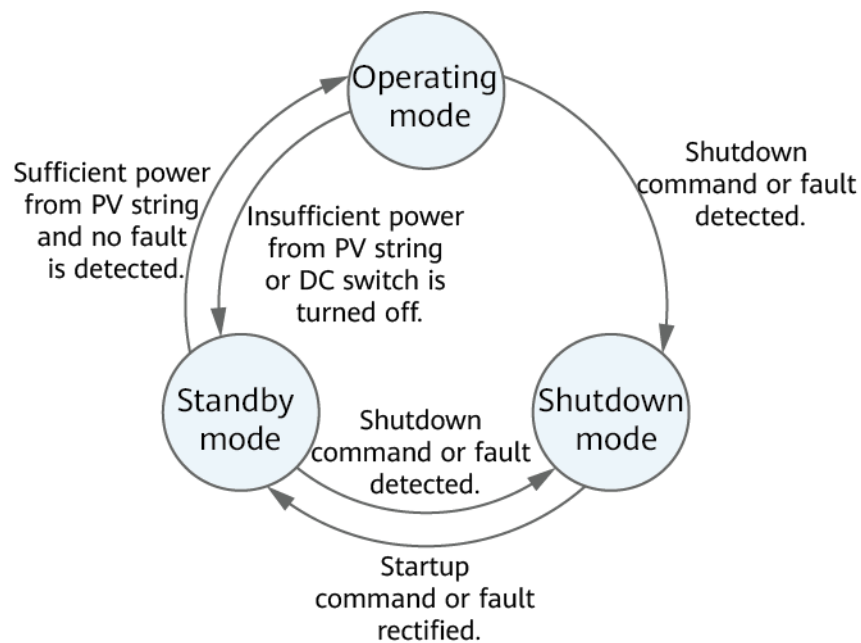 Operating
mode
Sufficient power
from PV string
and no fault
is detected.
Insufficient power
from PV string
or DC switch is
turned off.
Shutdown
command or fault
detected.
Standby
mode
Shutdown
command or fault
detected.
Shutdown
mode
Startup
command or fault
rectified.